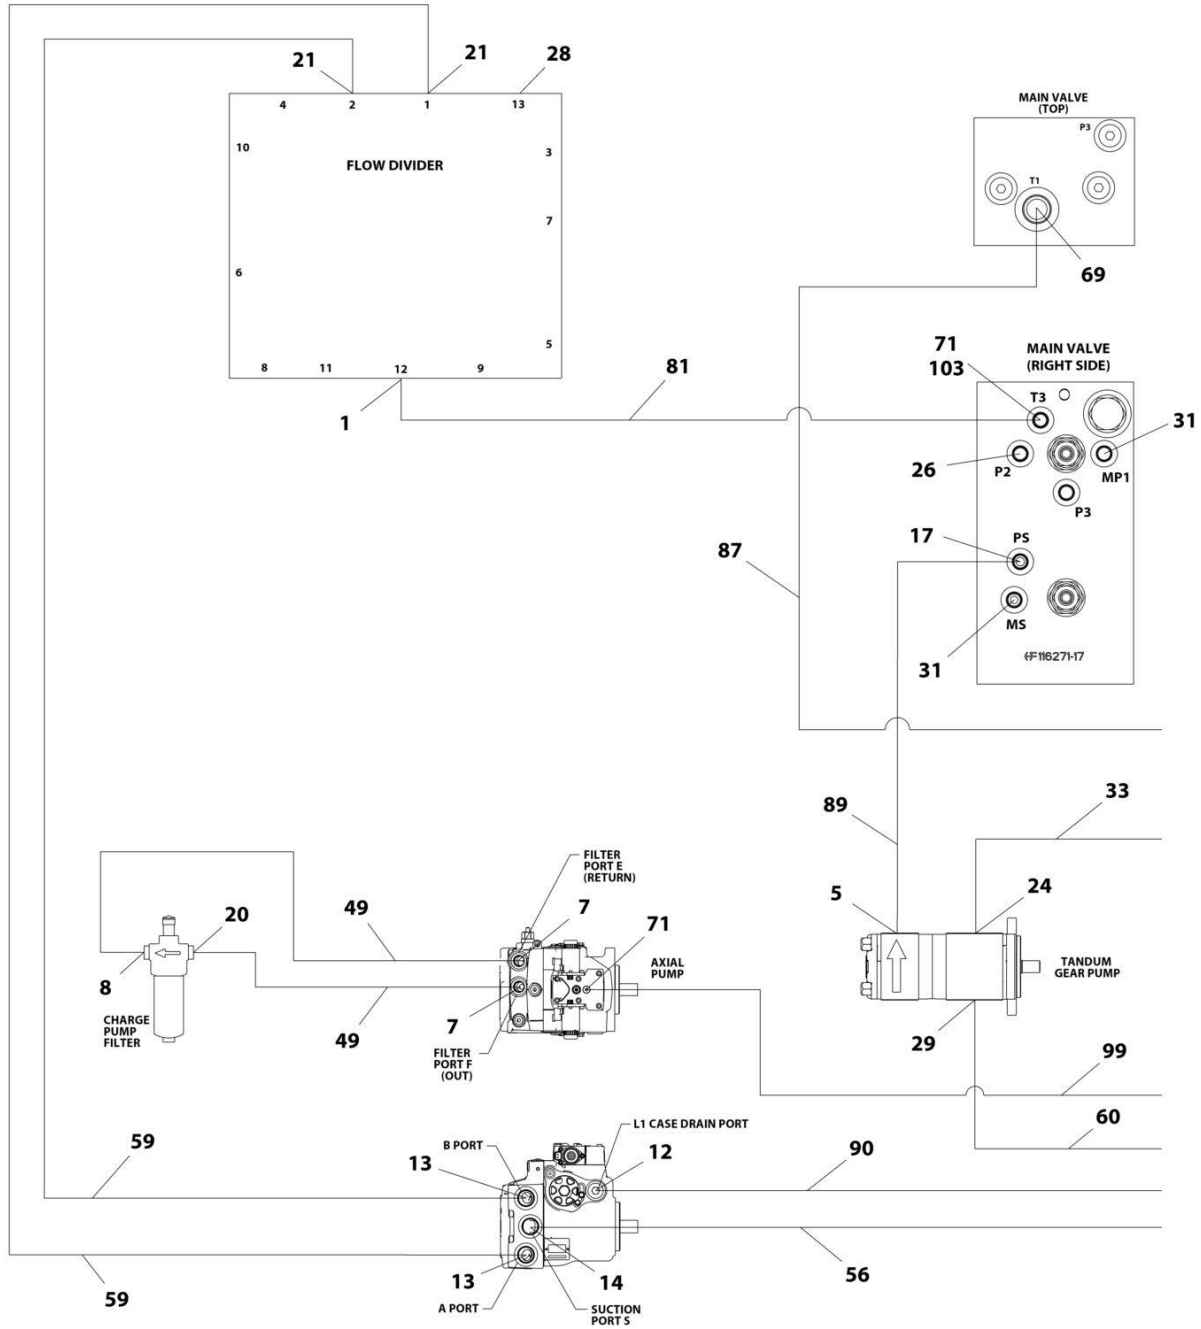 21
21
28
4
2
1
13
10
FLOW DIVIDER
3
7
6
5
8
11
12
9
1
81
MAIN VALVE
(TOP)
P3
T1
69
71
103
MAIN VALVE
(RIGHT SIDE)
T3
31
26
P2
MP1
P3
17
PS
87
MS
31
HF116271-17
89
33
5
24
FILTER
PORT E
(RETURN)
49
7
71
20
AXIAL
PUMP
TANDUM
GEAR PUMP
8
CHARGE
PUMP
FILTER
49
7
FILTER
PORT F
(OUT)
29
99
60
59
B PORT
13
L1 CASE DRAIN PORT
12
90
59
13
A PORT
14
SUCTION
PORT S
56